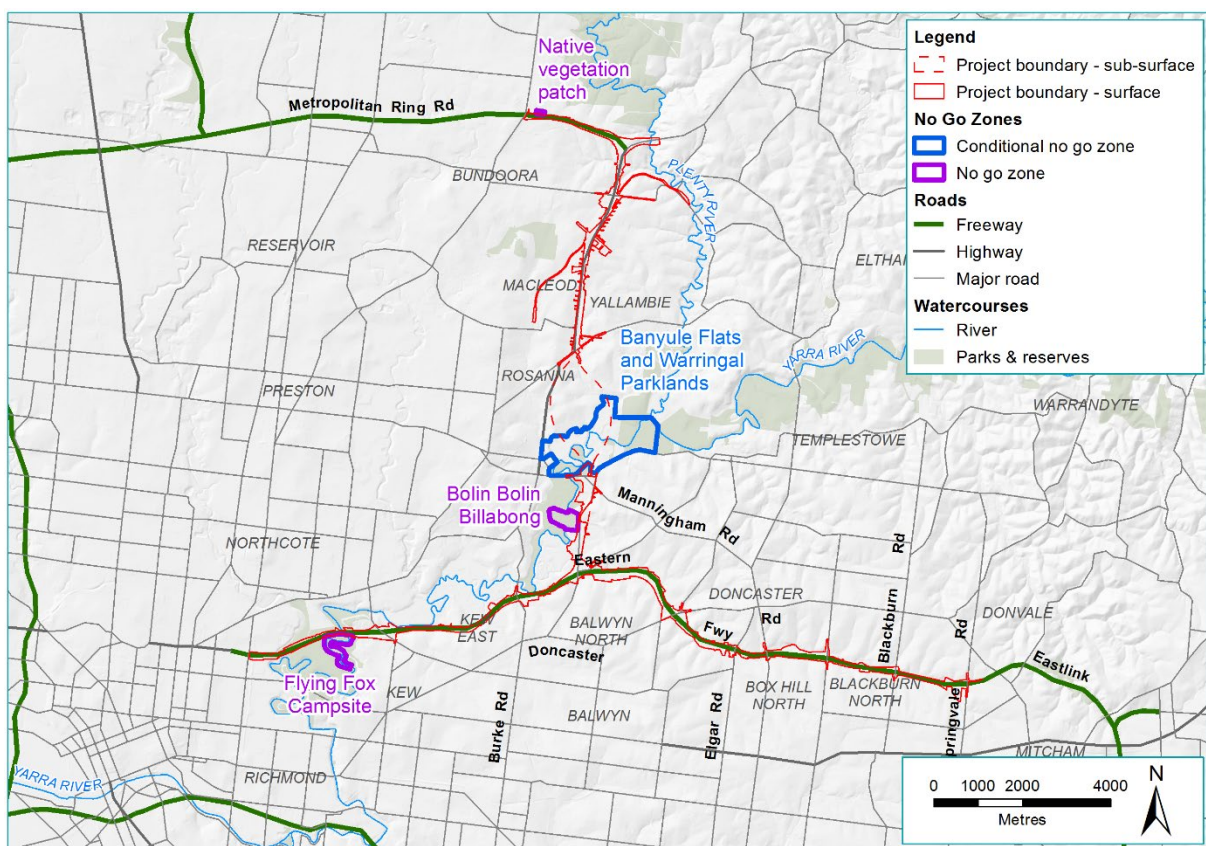 Native
vegetation
patch
Metropolitan Ring Rd
BUNDOORA
PLENTY RIVER
RESERVOIR
ELTHA
MACLEOD
YALLAMBIE
Banyule Flats
and Warringal
Parklands
YARRA RIVER
ROSANNA
PRESTON
WARRANDYTE
TEMPLESTOWE
Bolin Bolin
Billabong
Manningham Rd
NORTHCOTE
Eastern Fwy
KEW
EAST
BALWYN
NORTH
Doncaster Rd
DONCASTER
Blackburn Rd
DONVALE
Flying Fox
Campsite
KEW
Burke Rd
BALWYN
Elgar Rd
BOX HILL
NORTH
BLACKBURN
NORTH
pringvale Rd
Eastlink
MITCHAM
RICHMOND
YARRA RIVER
Legend
Project boundary - sub-surface
Project boundary - surface
No Go Zones
Conditional no go zone
No go zone
Roads
Freeway
Highway
Major road
Watercourses
River
Parks & reserves
0 1000 2000 4000
Metres
N